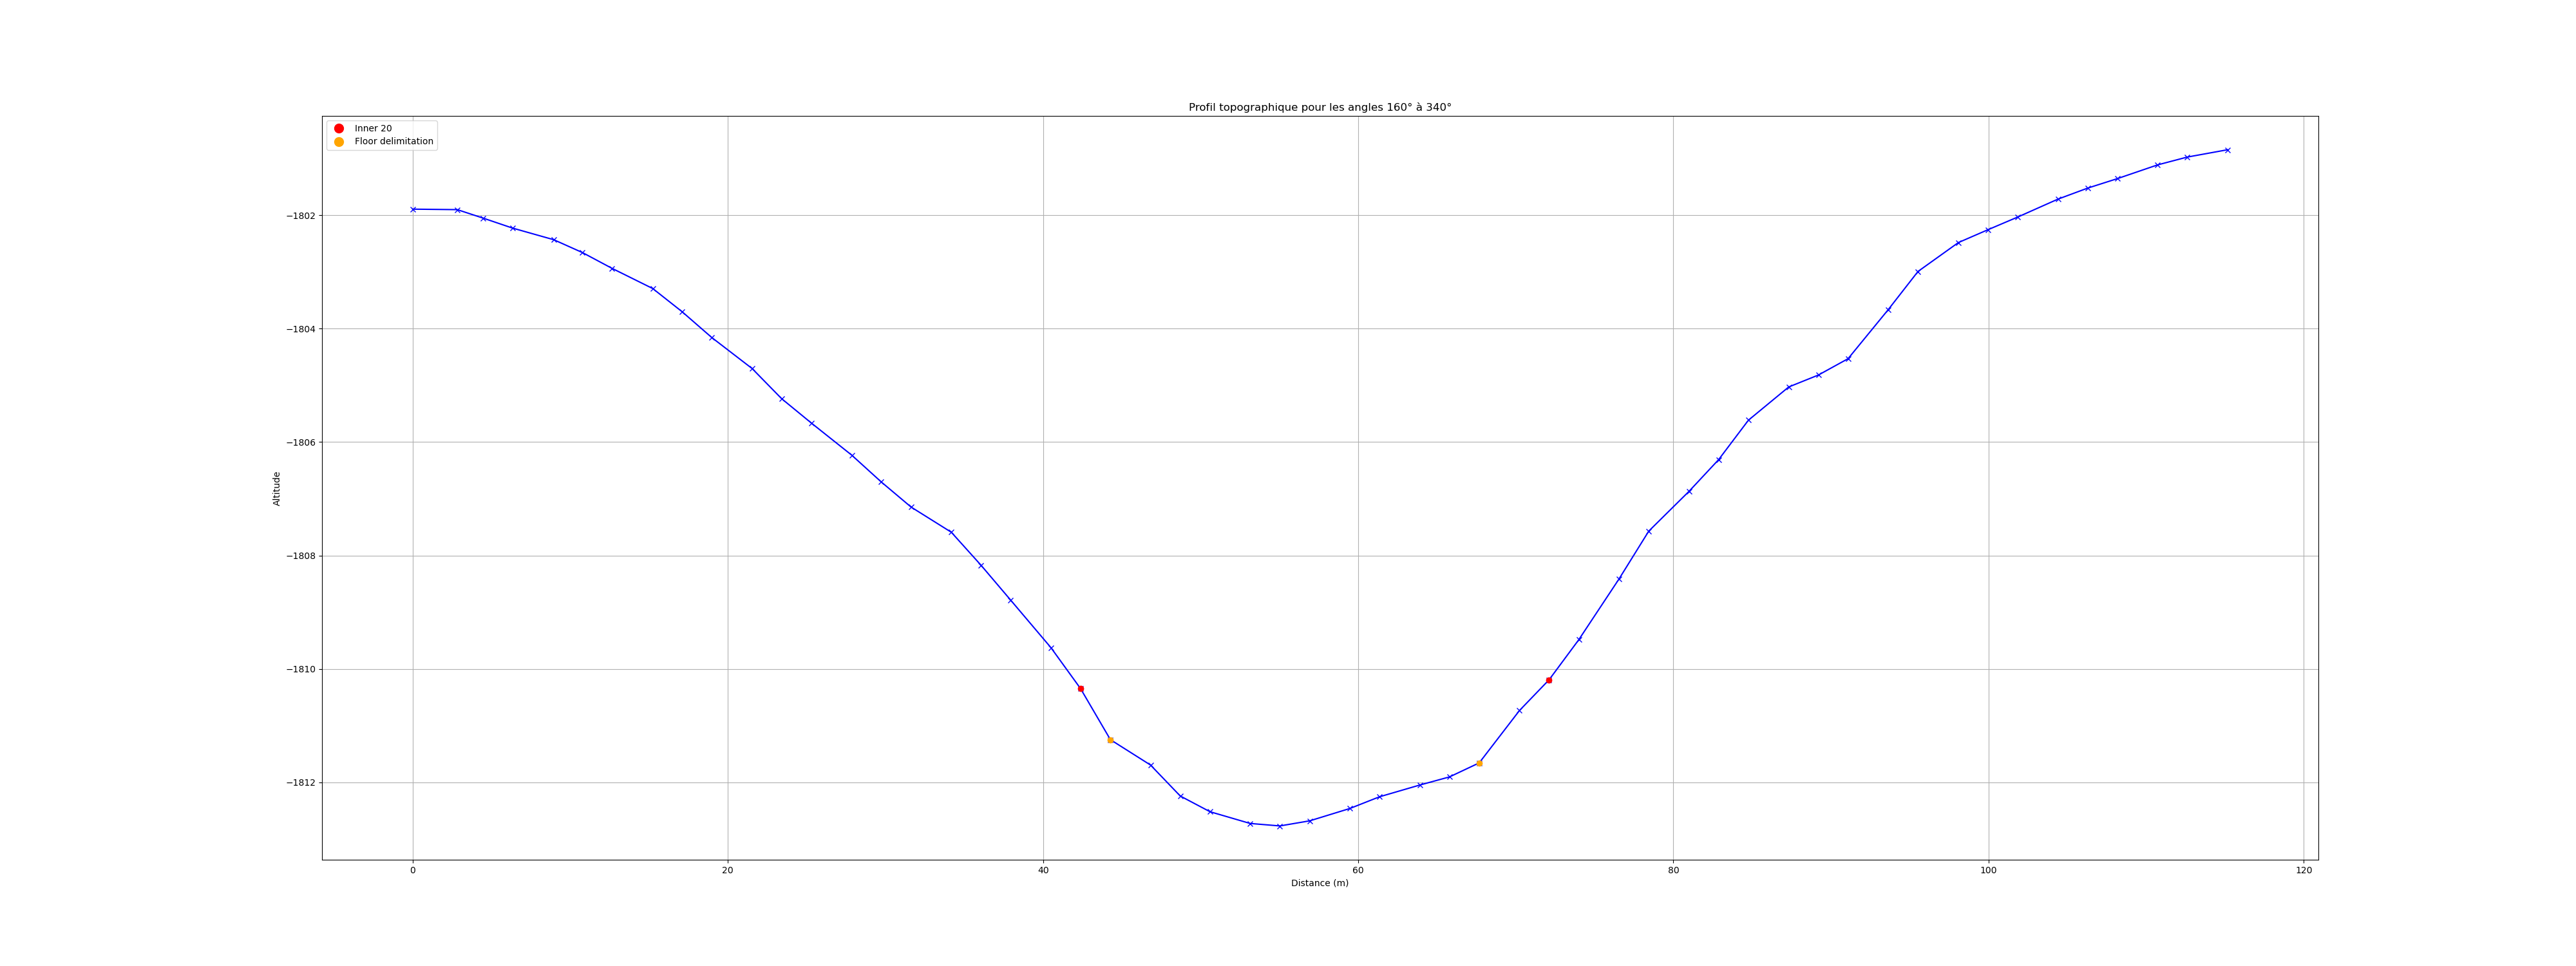 Profil topographique pour les angles 160° à 340°
Inner 20
Floor delimitation
−1802
−1804
−1806
−1808
−1810
−1812
Altitude
0 20 40 60 80 100 120
Distance (m)